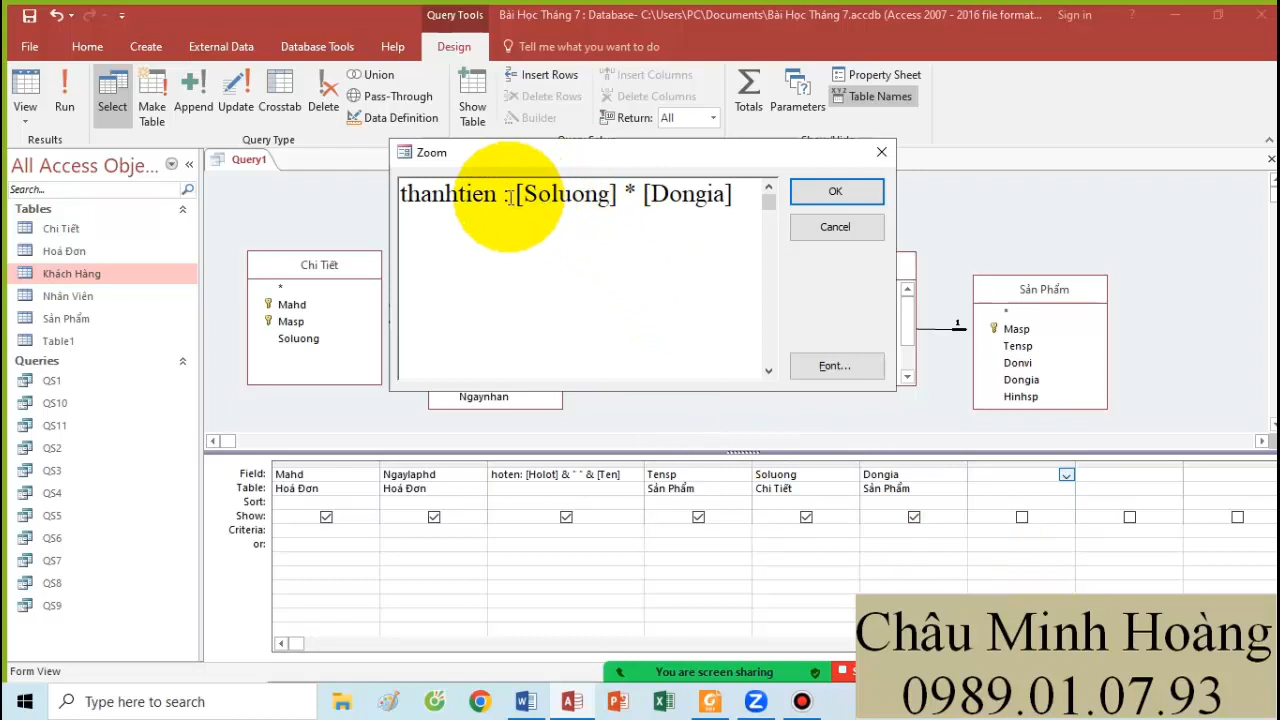 Query Tools
Bài Học Tháng 7 : Database- C:\Users\PC\Documents\Bài Học Tháng 7.accdb (Access 2007 - 2016 file format...
Sign in
?
File
Home
Create
External Data
Database Tools
Help
Design
Tell me what you want to do
View
Run
Select
Make
Table
Append
Update
Crosstab
Delete
Union
Pass-Through
Data Definition
Show
Table
Insert Rows
Delete Rows
Builder
Insert Columns
Delete Columns
Return: All
Totals
Parameters
Property Sheet
XYZ Table Names
Results
Query Type
All Access Obje...
Search...
Tables
Chi Tiết
Hoá Đơn
Khách Hàng
Nhân Viên
Sản Phẩm
Table1
Queries
QS1
QS10
QS11
QS2
QS3
QS4
QS5
QS6
QS7
QS8
QS9
Query1
Zoom
thanhtien :[Soluong] * [Dongia]
OK
Cancel
Font...
Chi Tiết
*
Mahd
Masp
Soluong
Ngaynhan
1
Sản Phẩm
*
Masp
Tensp
Donvi
Dongia
Hinhsp
Field: Mahd Ngaylaphd hoten: [Holot] & " " & [Ten] Tensp Soluong Dongia
Table: Hoá Đơn Hoá Đơn Sản Phẩm Chi Tiết Sản Phẩm
Sort:
Show:
Criteria:
or:
Form View
You are screen sharing
Type here to search
Châu Minh Hoàng
0989.01.07.93